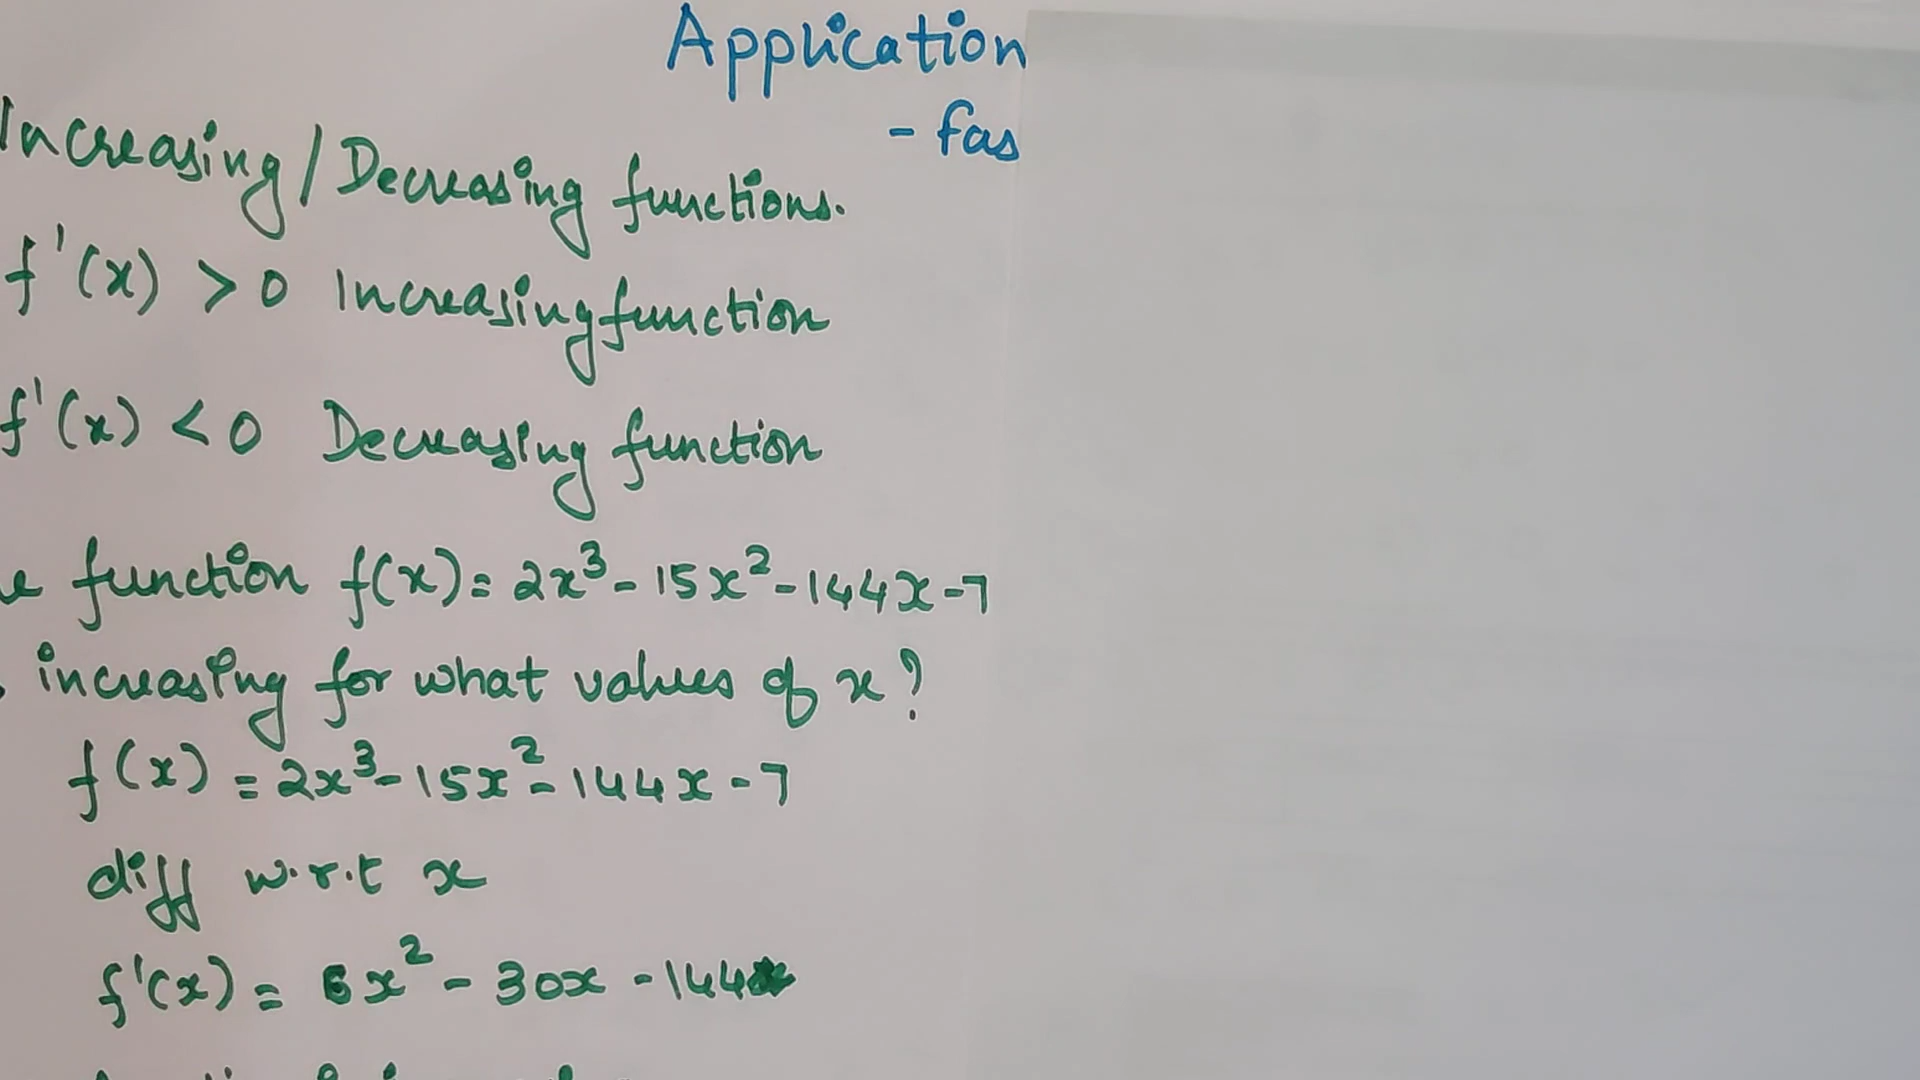 Application
- fas
Increasing/Decreasing functions.
f'(x) > 0 Increasing function
f'(x) < 0 Decreasing function
function f(x) = 2x³ - 15x² - 144x - 7
increasing for what values of x?
f(x) = 2x³ - 15x² - 144x - 7
diff w.r.t x
f'(x) = 6x² - 30x - 144